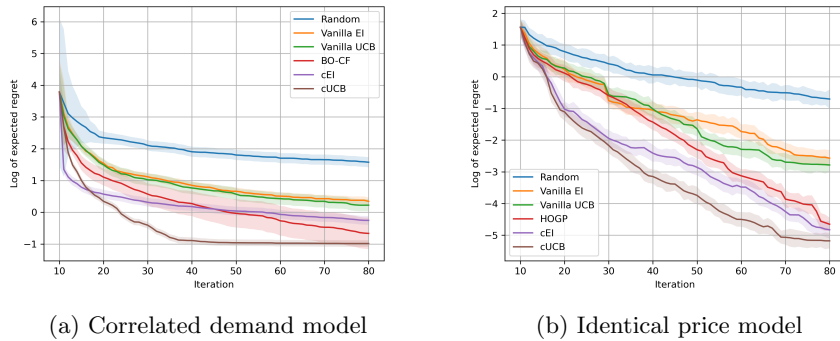 6
5
4
3
2
1
0
−1
Log of expected regret
10 20 30 40 50 60 70 80
Iteration
Random
Vanilla EI
Vanilla UCB
BO-CF
cEI
cUCB
(a) Correlated demand model
2
1
0
−1
−2
−3
−4
−5
Log of expected regret
10 20 30 40 50 60 70 80
Iteration
Random
Vanilla EI
Vanilla UCB
HOGP
cEI
cUCB
(b) Identical price model